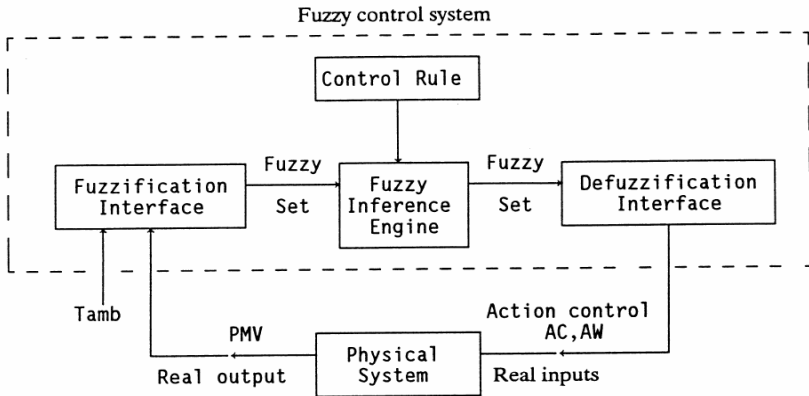 Fuzzy control system
Control Rule
Fuzzification
Interface
Fuzzy
Set
Fuzzy
Inference
Engine
Fuzzy
Set
Defuzzification
Interface
Tamb
PMV
Real output
Physical
System
Action control
AC,AW
Real inputs